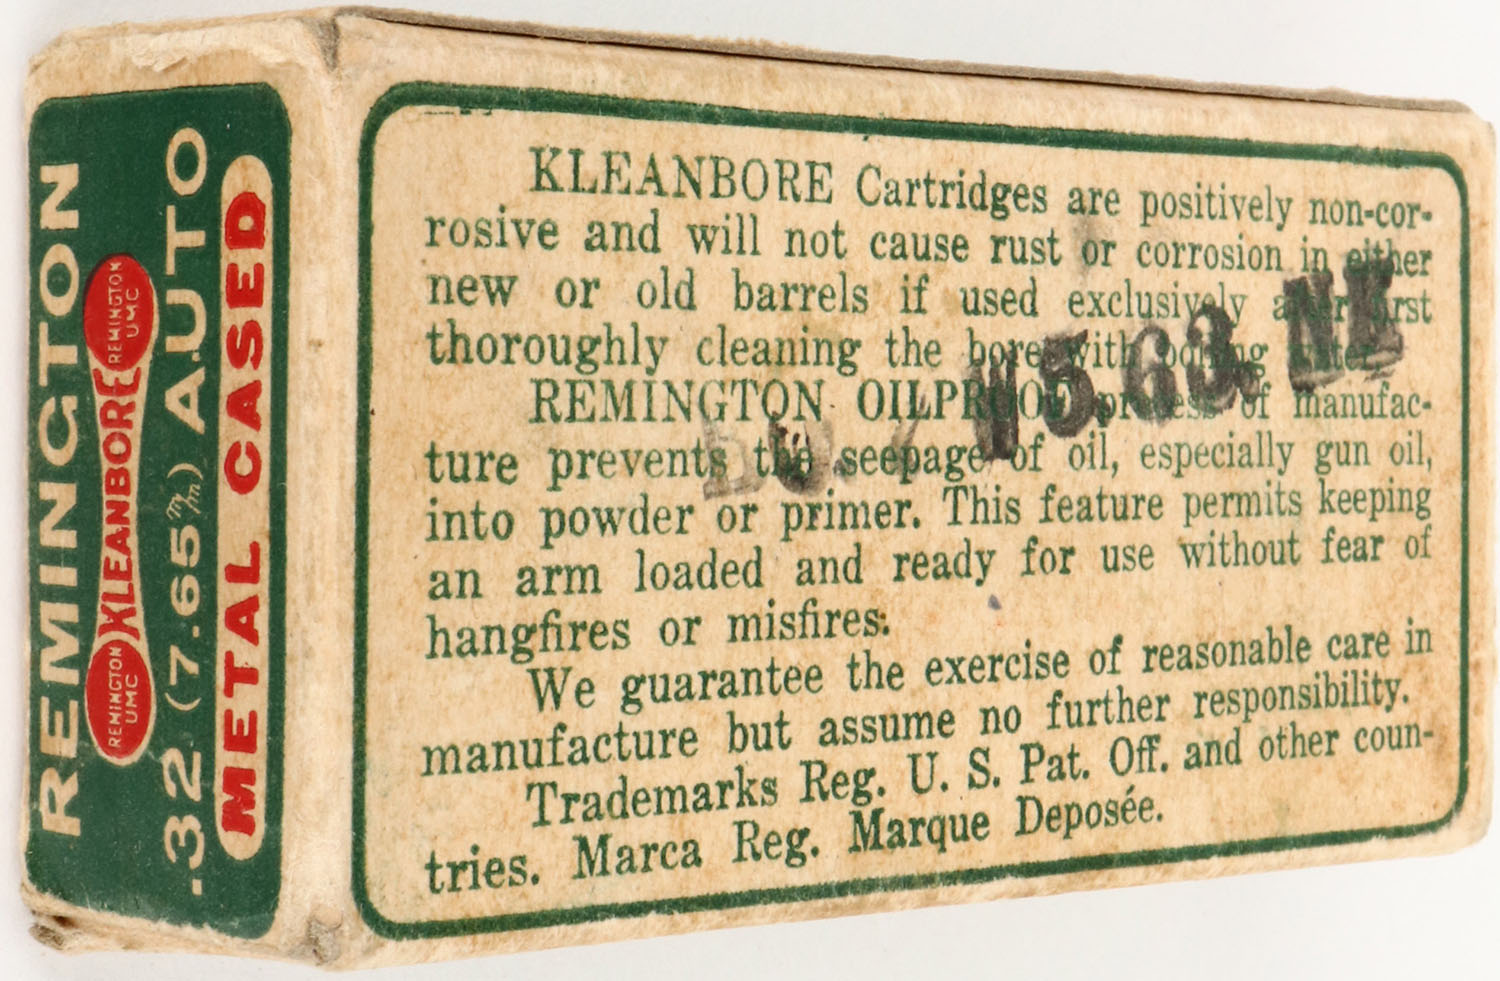 REMINGTON
REMINGTON
UMC
KLEANBORE
REMINGTON
UMC
.32 (7.65 m/m) AUTO
METAL CASED
KLEANBORE Cartridges are positively non-cor-
rosive and will not cause rust or corrosion in either
new or old barrels if used exclusively after first
thoroughly cleaning the bore with boiling water.
REMINGTON OILPROOF process of manufac-
ture prevents the seepage of oil, especially gun oil,
into powder or primer. This feature permits keeping
an arm loaded and ready for use without fear of
hangfires or misfires.
We guarantee the exercise of reasonable care in
manufacture but assume no further responsibility.
Trademarks Reg. U. S. Pat. Off. and other coun-
tries. Marca Reg. Marque Deposée.